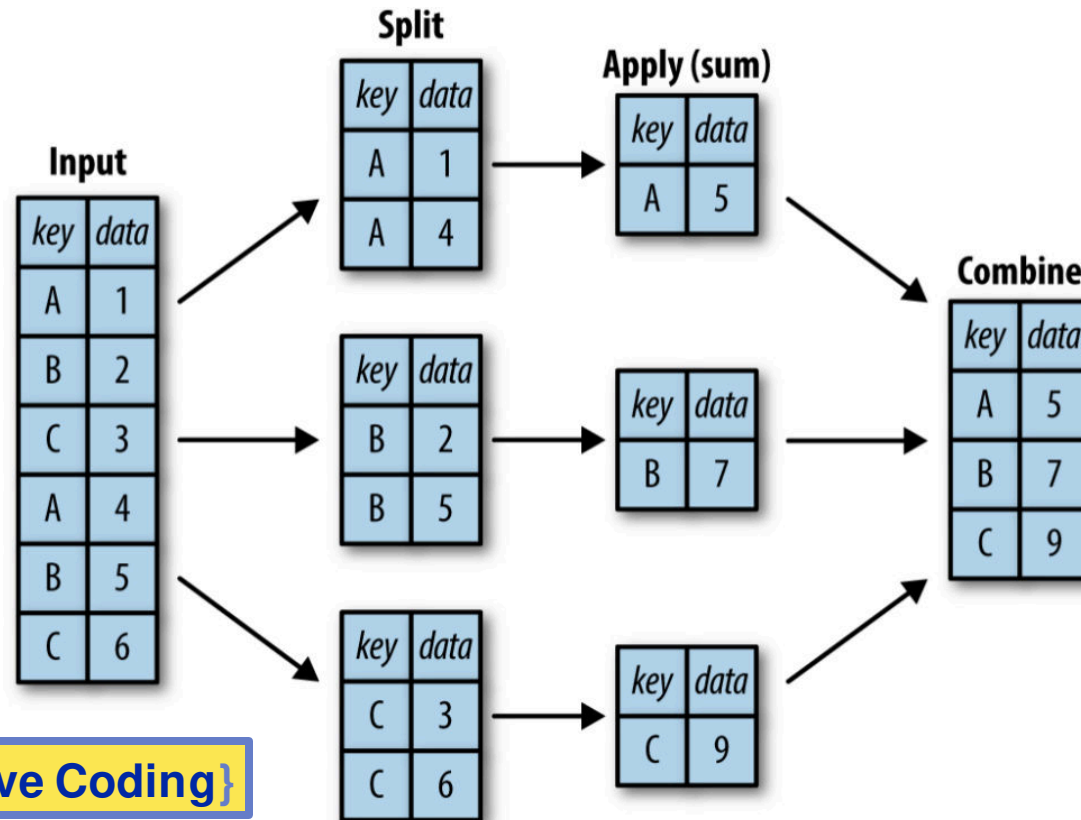 Input
key data
A 1
B 2
C 3
A 4
B 5
C 6
Split
key data
A 1
A 4
key data
B 2
B 5
key data
C 3
C 6
Apply (sum)
key data
A 5
key data
B 7
key data
C 9
Combine
key data
A 5
B 7
C 9
ve Coding}